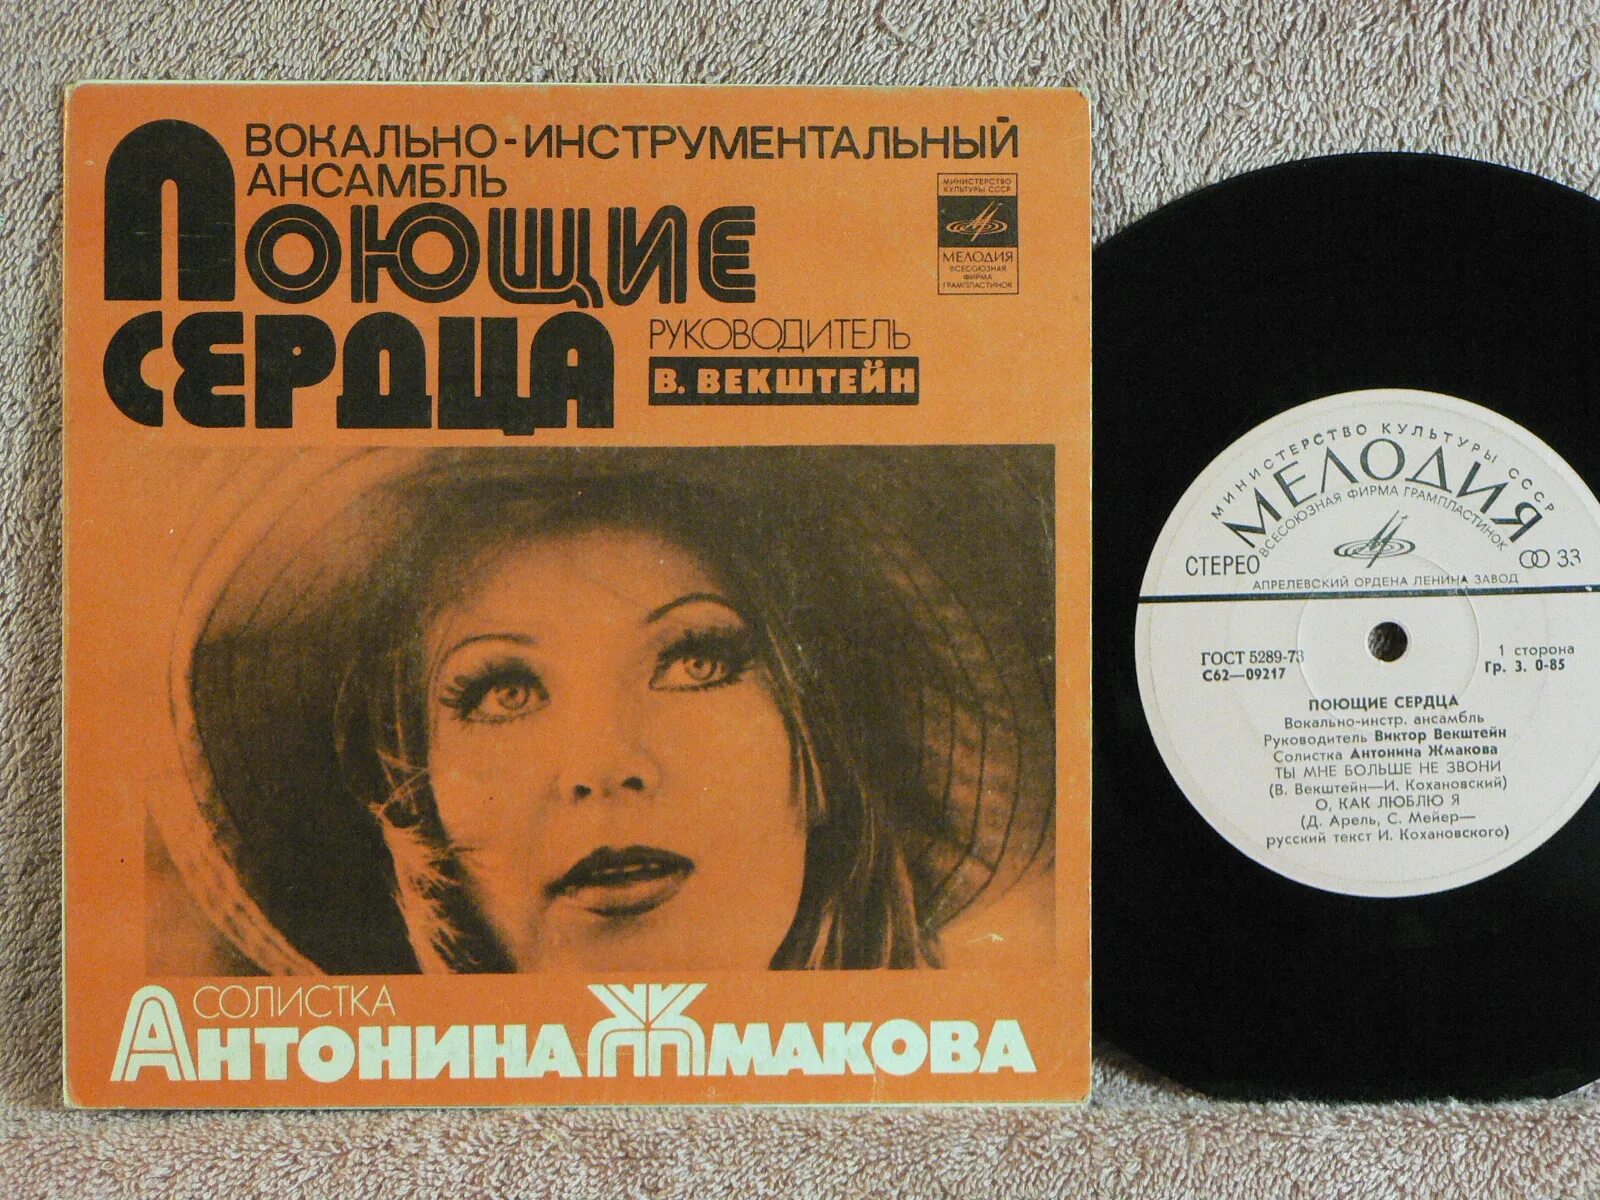 ВОКАЛЬНО-ИНСТРУМЕНТАЛЬНЫЙ
АНСАМБЛЬ
ПОЮЩИЕ
СЕРДЦА
РУКОВОДИТЕЛЬ
В. ВЕКШТЕЙН
МИНИСТЕРСТВО
КУЛЬТУРЫ СССР
МЕЛОДИЯ
ВСЕСОЮЗНАЯ
ФИРМА
ГРАМПЛАСТИНОК
СОЛИСТКА
АНТОНИНА ЖМАКОВА
МИНИСТЕРСТВО КУЛЬТУРЫ СССР
МЕЛОДИЯ
ВСЕСОЮЗНАЯ ФИРМА ГРАМПЛАСТИНОК
СТЕРЕО 33
АПРЕЛЕВСКИЙ ОРДЕНА ЛЕНИНА ЗАВОД
ГОСТ 5289-73
С62—09217
1 сторона
Гр. 3. 0-85
ПОЮЩИЕ СЕРДЦА
Вокально-инстр. ансамбль
Руководитель Виктор Векштейн
Солистка Антонина Жмакова
ТЫ МНЕ БОЛЬШЕ НЕ ЗВОНИ
(В. Векштейн—И. Кохановский)
О, КАК ЛЮБЛЮ Я
(Д. Арель, С. Мейер—
русский текст И. Кохановского)